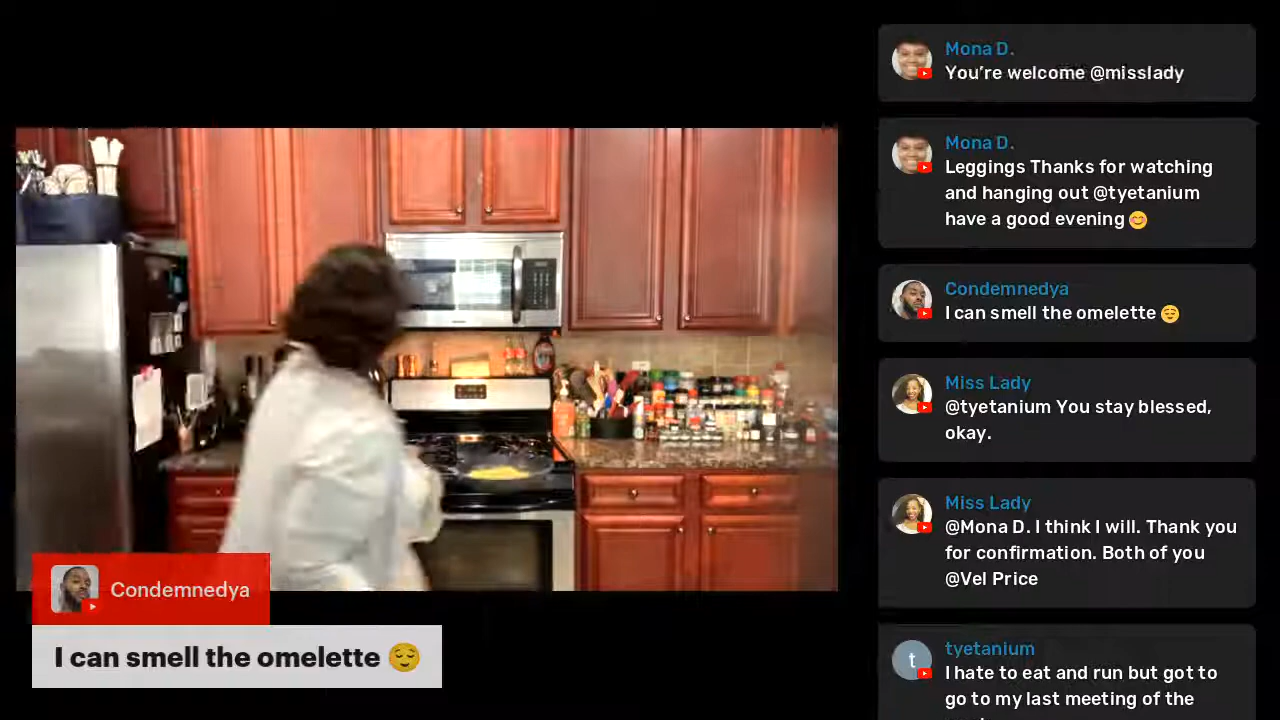 Mona D.
You're welcome @misslady
Mona D.
Leggings Thanks for watching
and hanging out @tyetanium
have a good evening 😊
Condemnedya
I can smell the omelette 😌
Miss Lady
@tyetanium You stay blessed,
okay.
Miss Lady
@Mona D. I think I will. Thank you
for confirmation. Both of you
@Vel Price
t
tyetanium
I hate to eat and run but got to
go to my last meeting of the
Condemnedya
I can smell the omelette 😌